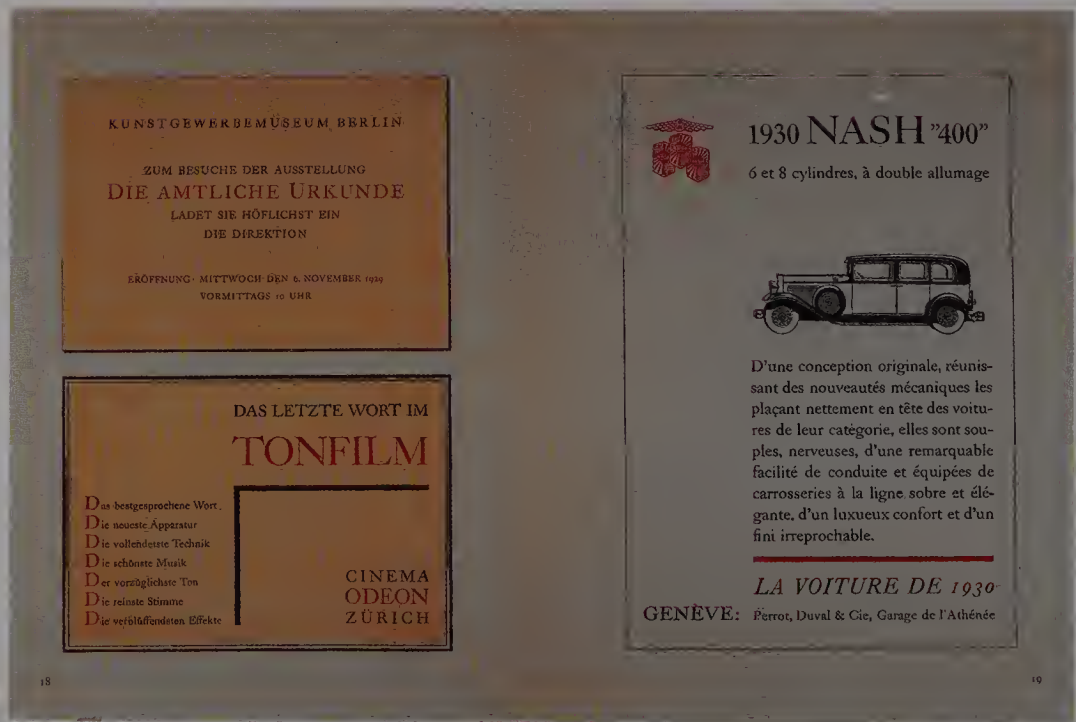 KUNSTGEWERBEMUSEUM BERLIN
ZUM BESUCHE DER AUSSTELLUNG
DIE AMTLICHE URKUNDE
LADET SIE HÖFLICHST EIN
DIE DIREKTION
ERÖFFNUNG· MITTWOCH DEN 6. NOVEMBER 1929
VORMITTAGS 10 UHR
DAS LETZTE WORT IM
TONFILM
Das bestgesprochene Wort
Die neueste Apparatur
Die vollendetste Technik
Die schönste Musik
Der vorzüglichste Ton
Die reinste Stimme
Die verblüffendsten Effekte
CINEMA
ODEON
ZÜRICH
18
1930 NASH ”400”
6 et 8 cylindres, à double allumage
D'une conception originale, réunis-
sant des nouveautés mécaniques les
plaçant nettement en tête des voitu-
res de leur catégorie, elles sont sou-
ples, nerveuses, d'une remarquable
facilité de conduite et équipées de
carrosseries à la ligne sobre et élé-
gante, d'un luxueux confort et d'un
fini irreprochable.
LA VOITURE DE 1930
GENÈVE: Perrot, Duval & Cie, Garage de l'Athénée
19